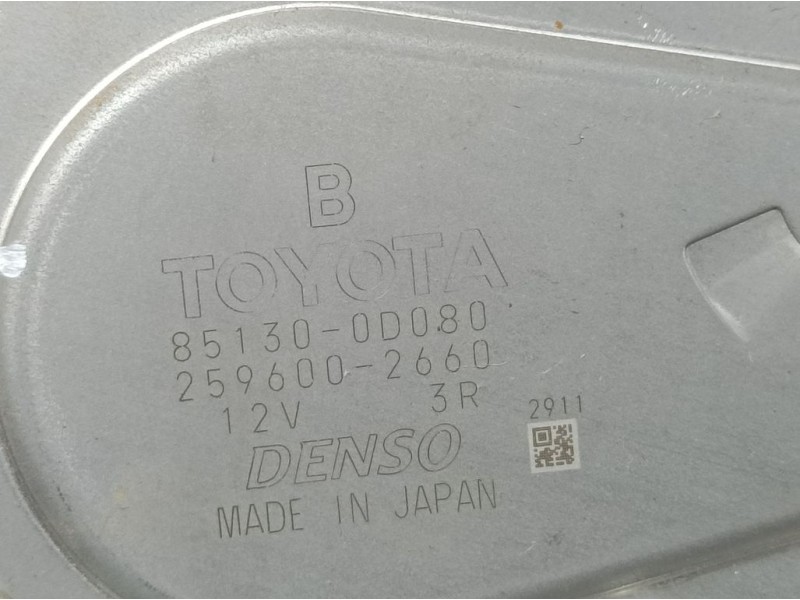 B
TOYOTA
85130-0D080
259600-2660
12V 3R 2911
DENSO
MADE IN JAPAN